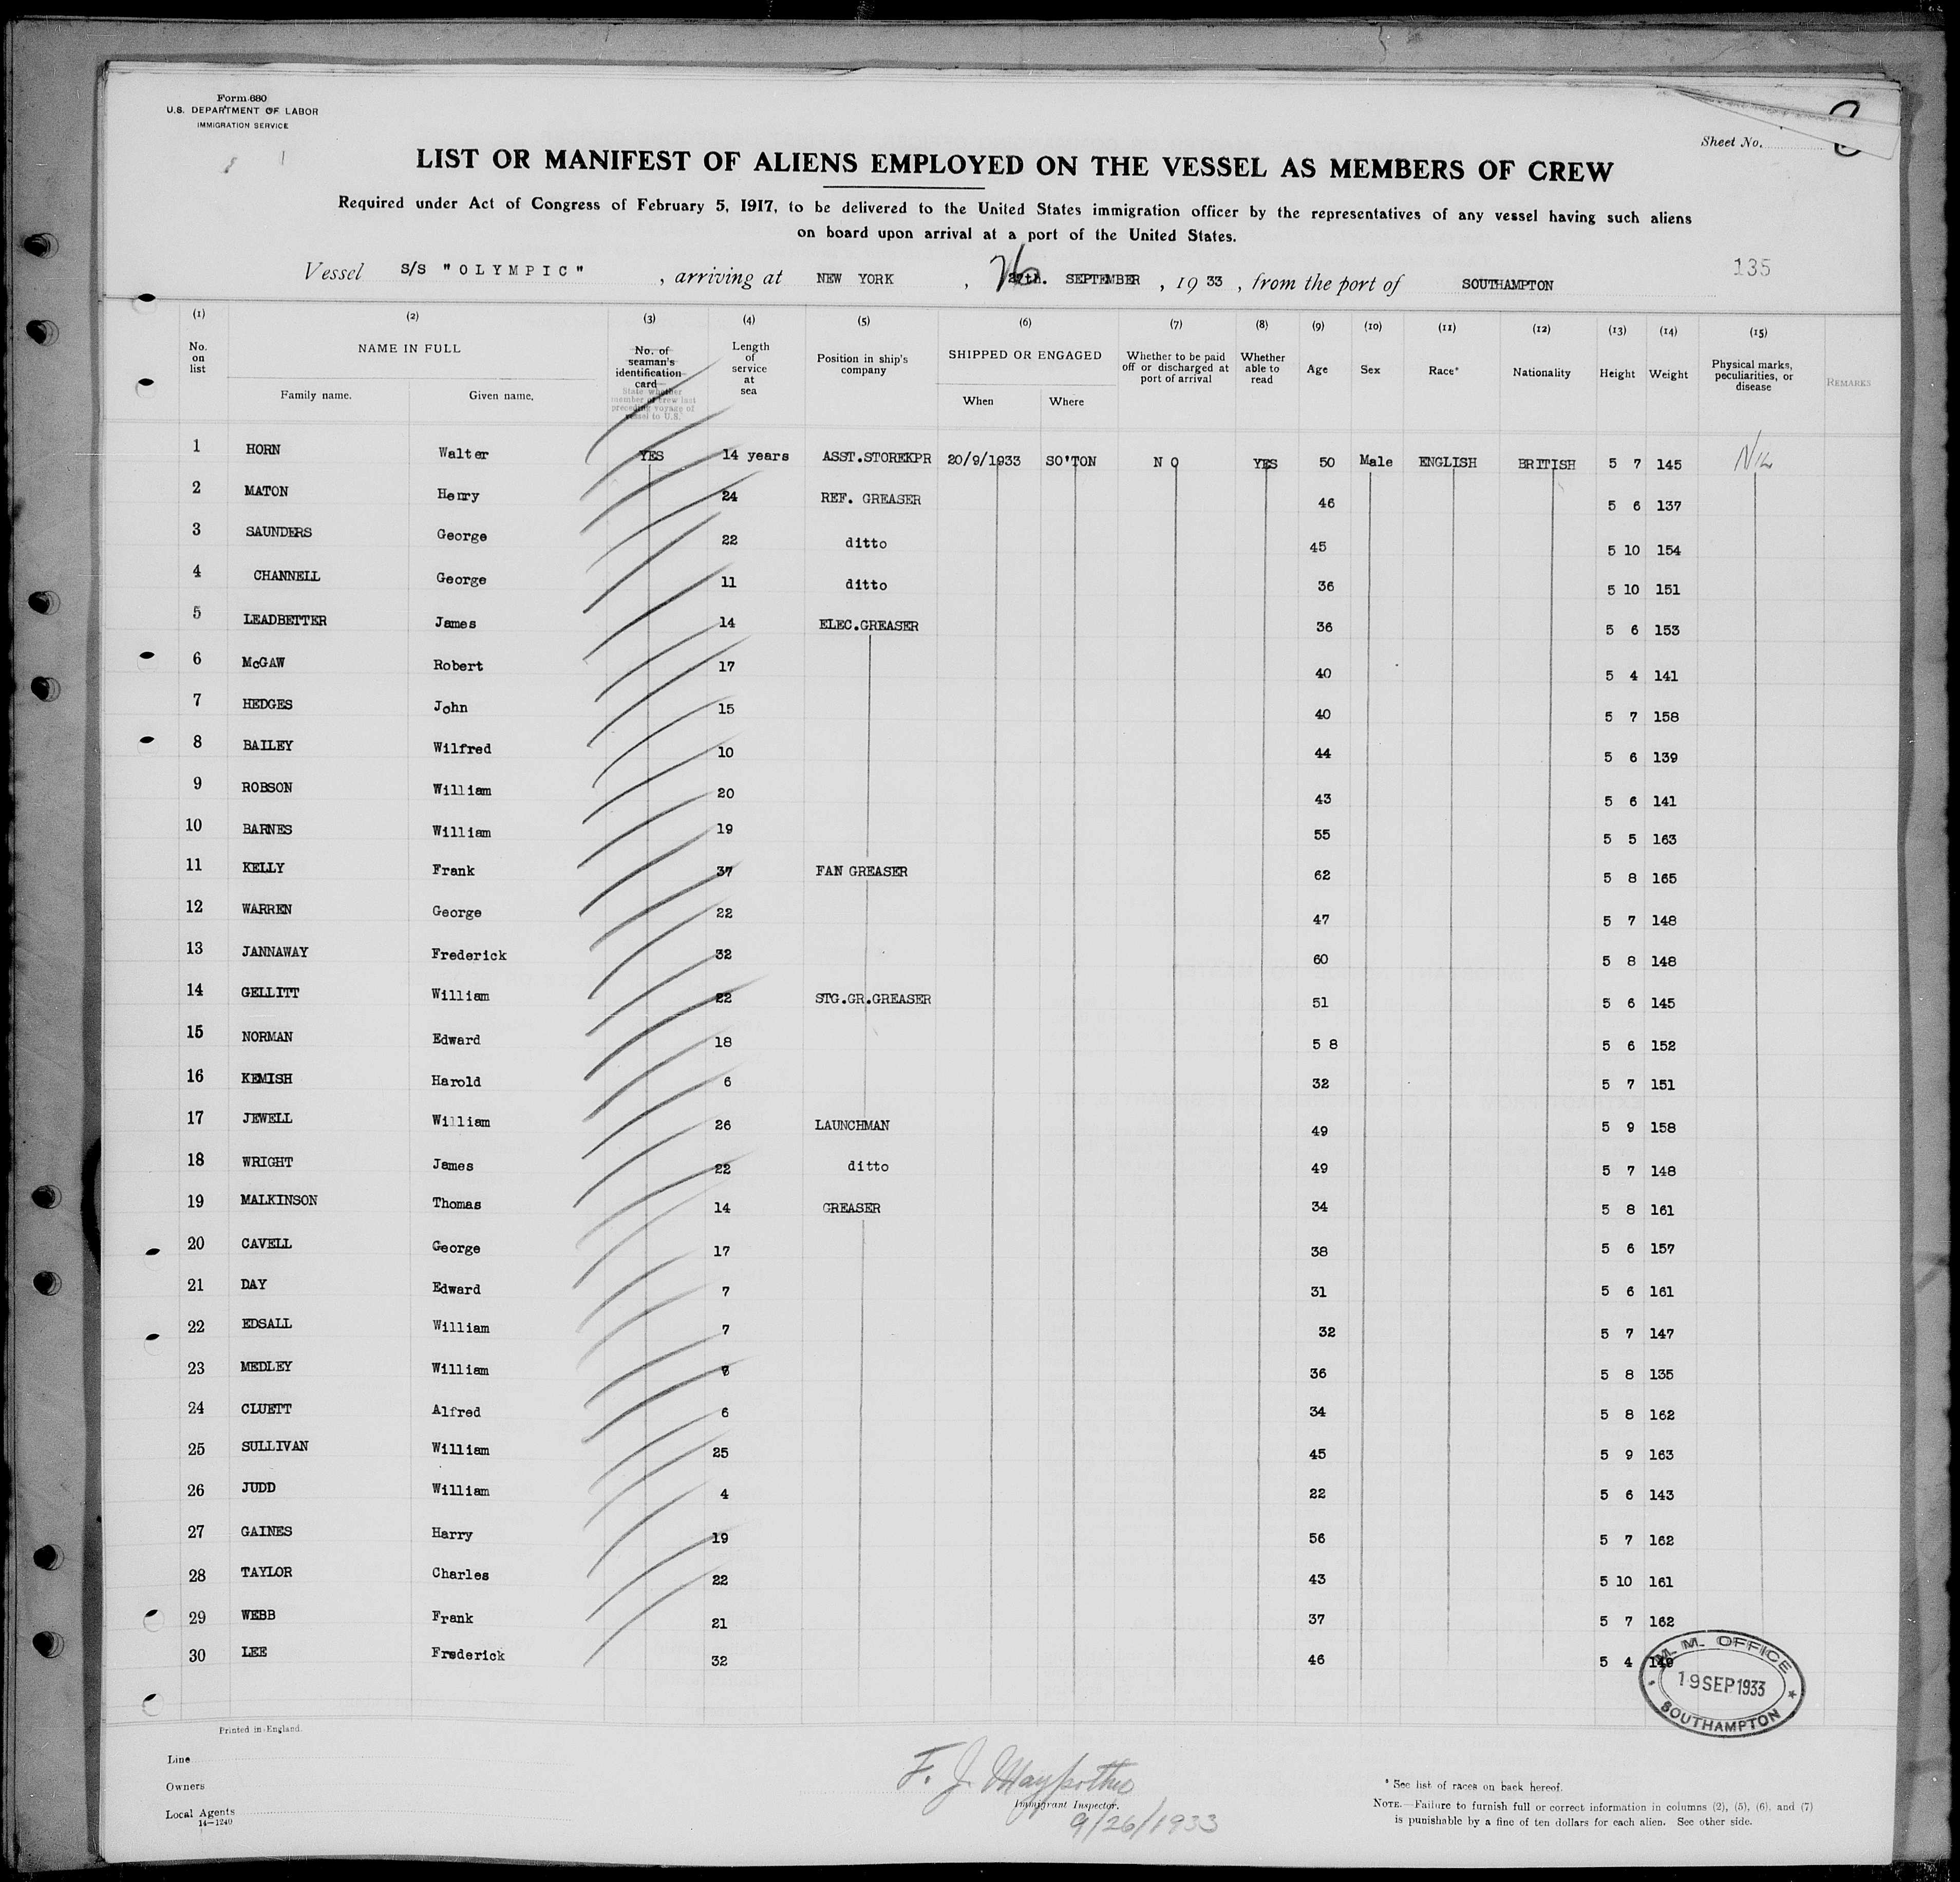 Form 680
U.S. DEPARTMENT OF LABOR
IMMIGRATION SERVICE
Sheet No.
LIST OR MANIFEST OF ALIENS EMPLOYED ON THE VESSEL AS MEMBERS OF CREW
Required under Act of Congress of February 5, 1917, to be delivered to the United States immigration officer by the representatives of any vessel having such aliens
on board upon arrival at a port of the United States.
Vessel S/S "OLYMPIC", arriving at NEW YORK, 26 th. SEPTEMBER, 1933, from the port of SOUTHAMPTON
135
(1) (2) (3) (4) (5) (6) (7) (8) (9) (10) (11) (12) (13) (14) (15)
No. on list NAME IN FULL Family name. Given name. No. of seaman's identification card State whether member of crew last preceding voyage of vessel to U.S. Length of service at sea Position in ship's company SHIPPED OR ENGAGED When Where Whether to be paid off or discharged at port of arrival Whether able to read Age Sex Race* Nationality Height Weight Physical marks, peculiarities, or disease REMARKS
1 HORN Walter YES 14 years ASST.STOREKPR 20/9/1933 SO'TON NO YES 50 Male ENGLISH BRITISH 5 7 145 Nil
2 MATON Henry 24 REF. GREASER 46 5 6 137
3 SAUNDERS George 22 ditto 45 5 10 154
4 CHANNELL George 11 ditto 36 5 10 151
5 LEADBETTER James 14 ELEC.GREASER 36 5 6 153
6 McGAW Robert 17 40 5 4 141
7 HEDGES John 15 40 5 7 158
8 BAILEY Wilfred 10 44 5 6 139
9 ROBSON William 20 43 5 6 141
10 BARNES William 19 55 5 5 163
11 KELLY Frank 37 FAN GREASER 62 5 8 165
12 WARREN George 22 47 5 7 148
13 JANNAWAY Frederick 32 60 5 8 148
14 GELLITT William 22 STG.GR.GREASER 51 5 6 145
15 NORMAN Edward 18 5 8 5 6 152
16 KEMISH Harold 6 32 5 7 151
17 JEWELL William 26 LAUNCHMAN 49 5 9 158
18 WRIGHT James 22 ditto 49 5 7 148
19 MALKINSON Thomas 14 GREASER 34 5 8 161
20 CAVELL George 17 38 5 6 157
21 DAY Edward 7 31 5 6 161
22 EDSALL William 7 32 5 7 147
23 MEDLEY William 36 5 8 135
24 CLUETT Alfred 6 34 5 8 162
25 SULLIVAN William 25 45 5 9 163
26 JUDD William 4 22 5 6 143
27 GAINES Harry 19 56 5 7 162
28 TAYLOR Charles 22 43 5 10 161
29 WEBB Frank 21 37 5 7 162
30 LEE Frederick 32 46 5 4
M.M. OFFICE
19 SEP 1933
SOUTHAMPTON
Printed in England.
Line
Owners
Local Agents
14-1240
F. J.
Immigrant Inspector.
9/26/1933
* See list of races on back hereof.
NOTE.—Failure to furnish full or correct information in columns (2), (5), (6), and (7)
is punishable by a fine of ten dollars for each alien. See other side.